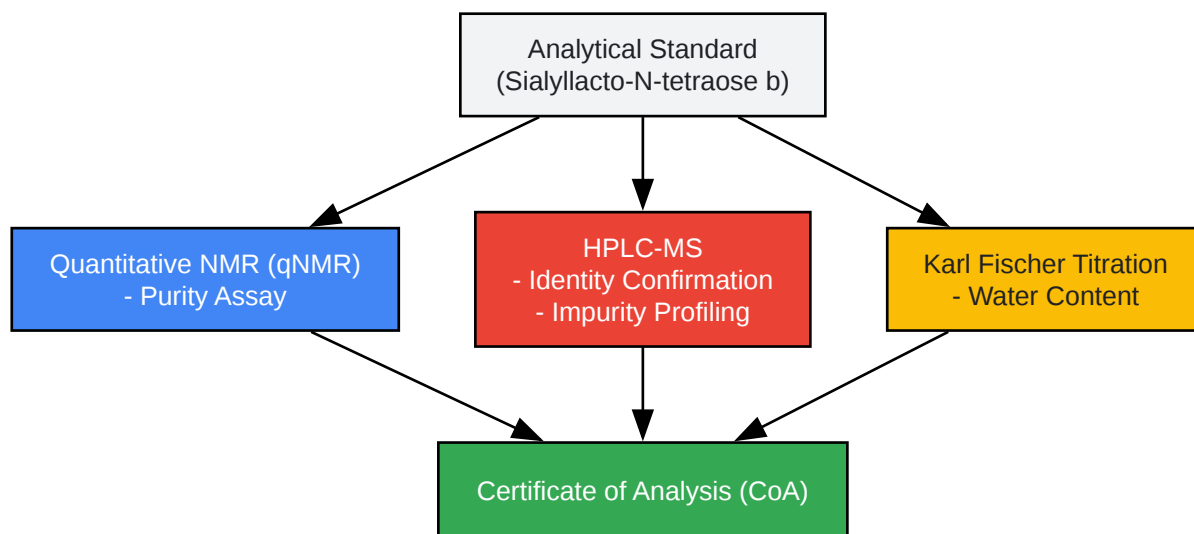 Analytical Standard
(Sialyllacto-N-tetraose b)
Quantitative NMR (qNMR)
- Purity Assay
HPLC-MS
- Identity Confirmation
- Impurity Profiling
Karl Fischer Titration
- Water Content
Certificate of Analysis (CoA)